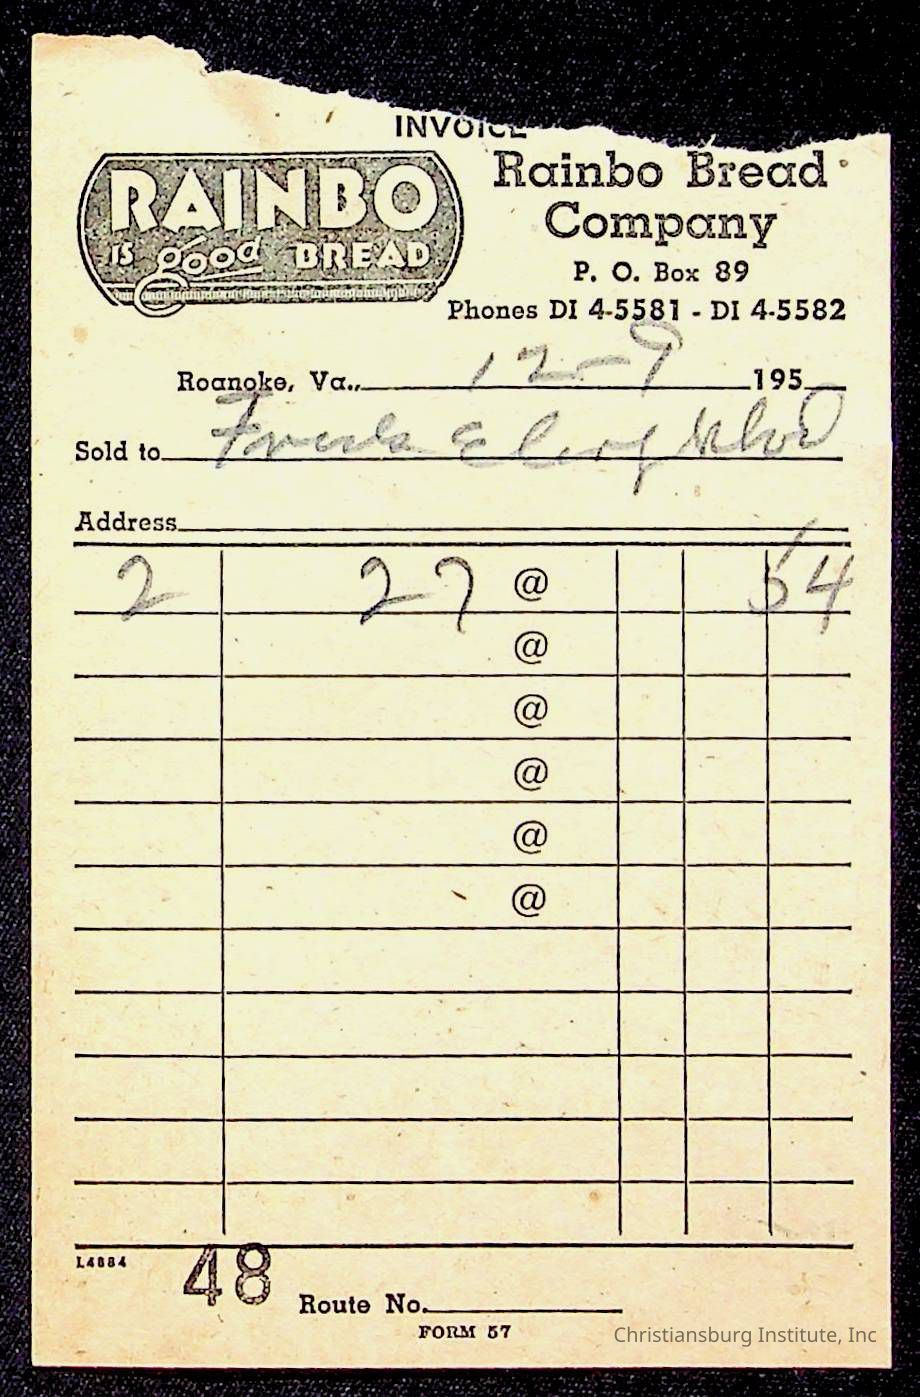 INVOICE
RAINBO
IS good BREAD
Rainbo Bread
Company
P. O. Box 89
Phones DI 4-5581 - DI 4-5582
Roanoke, Va., 12-9 195
Sold to
Address
2 27 @ 54
@
@
@
@
@
L4884
48
Route No.
FORM 57
Christiansburg Institute, Inc